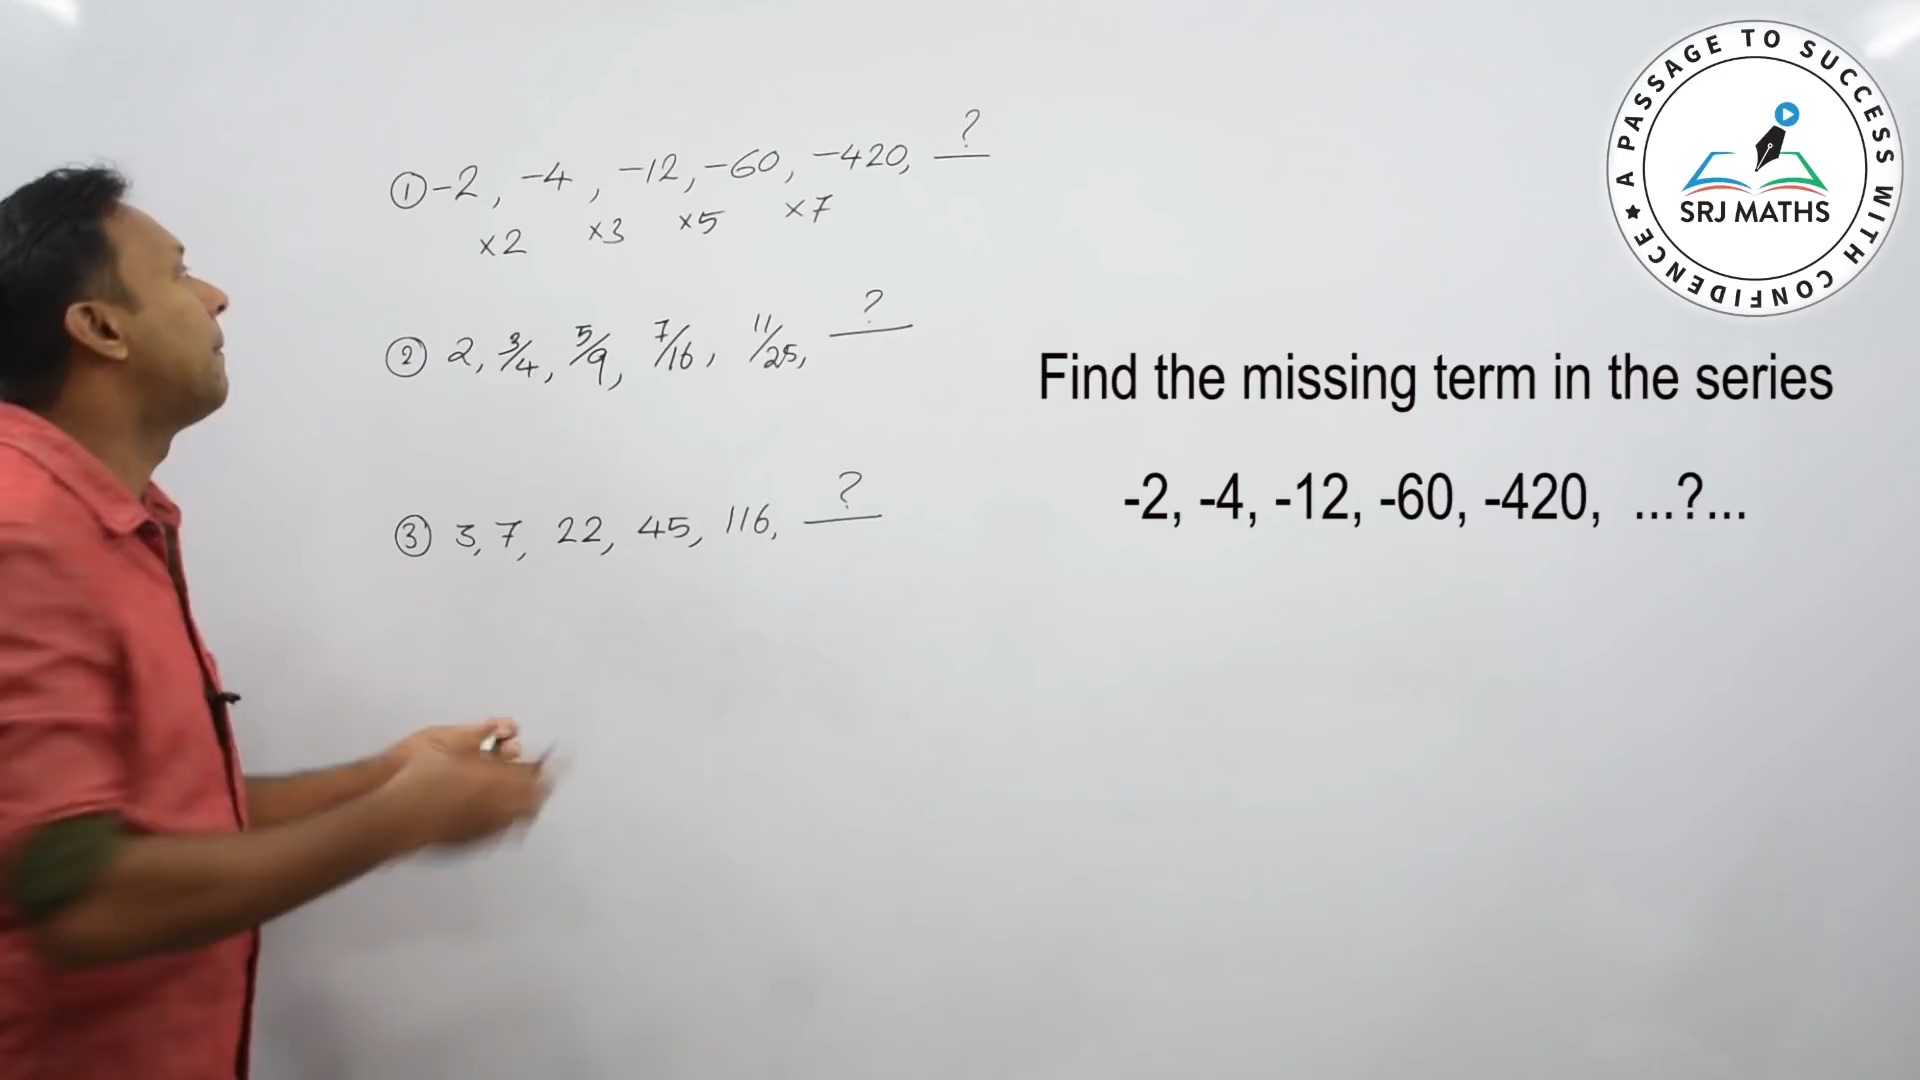 ① -2, -4, -12, -60, -420, ?
×2 ×3 ×5 ×7
② 2, 3/4, 5/9, 7/16, 11/25, ?
③ 3, 7, 22, 45, 116, ?
★ A PASSAGE TO SUCCESS WITH CONFIDENCE
SRJ MATHS
Find the missing term in the series
-2, -4, -12, -60, -420, ...?...